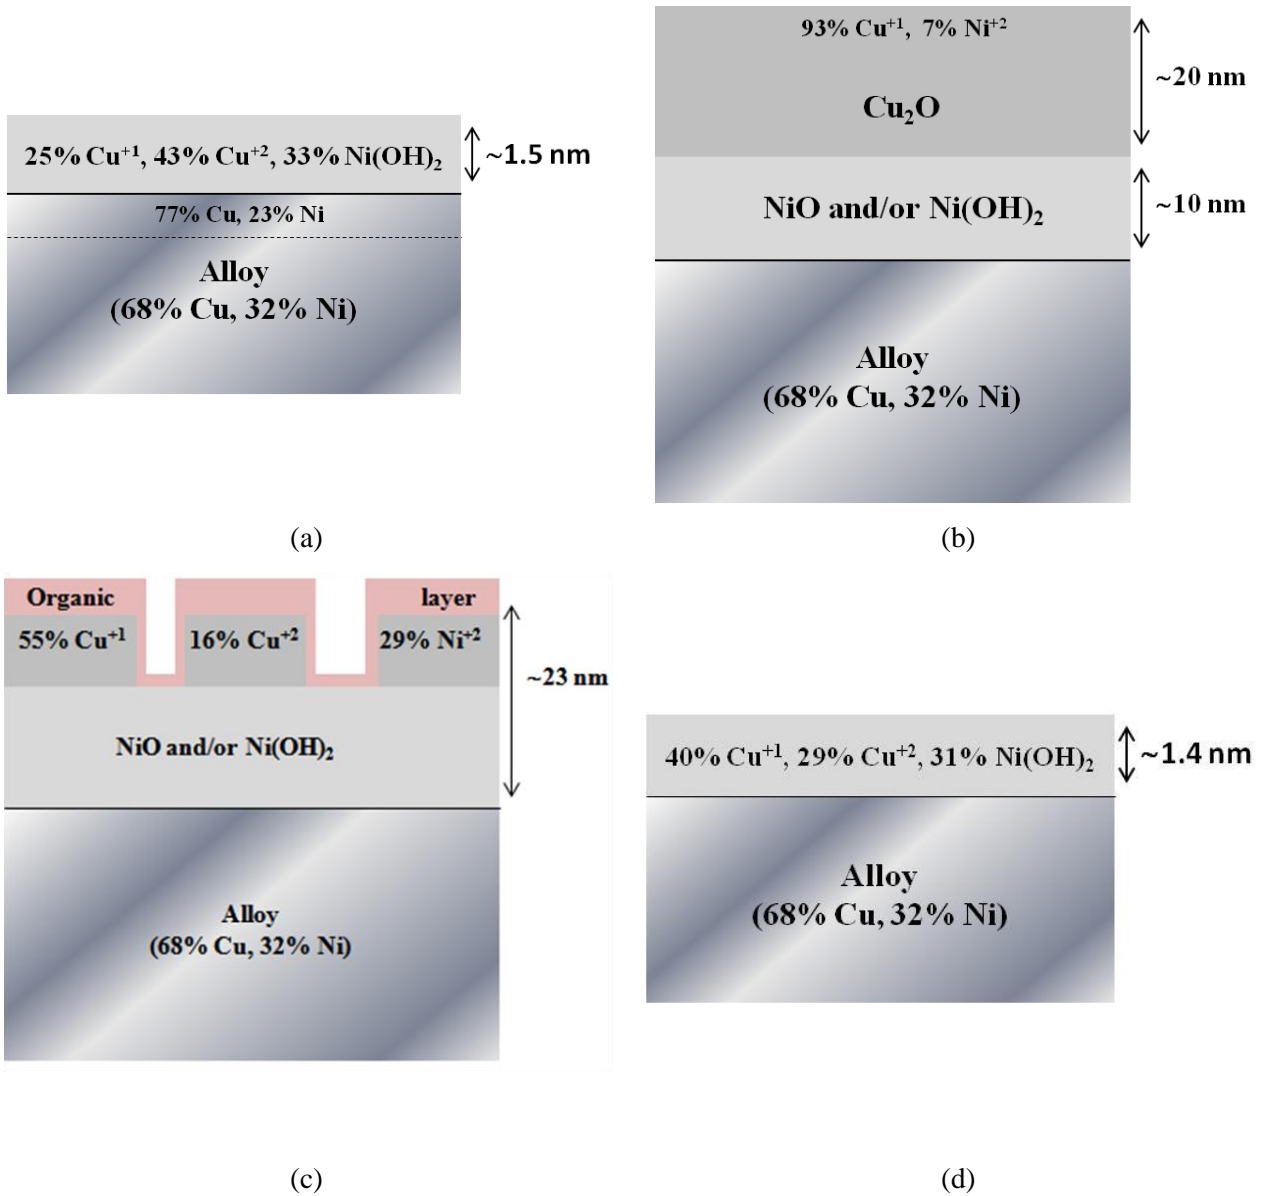 25% Cu⁺¹, 43% Cu⁺², 33% Ni(OH)₂
~1.5 nm
77% Cu, 23% Ni
Alloy
(68% Cu, 32% Ni)
(a)
93% Cu⁺¹, 7% Ni⁺²
~20 nm
Cu₂O
NiO and/or Ni(OH)₂
~10 nm
Alloy
(68% Cu, 32% Ni)
(b)
Organic layer
55% Cu⁺¹ 16% Cu⁺² 29% Ni⁺²
~23 nm
NiO and/or Ni(OH)₂
Alloy
(68% Cu, 32% Ni)
(c)
40% Cu⁺¹, 29% Cu⁺², 31% Ni(OH)₂
~1.4 nm
Alloy
(68% Cu, 32% Ni)
(d)